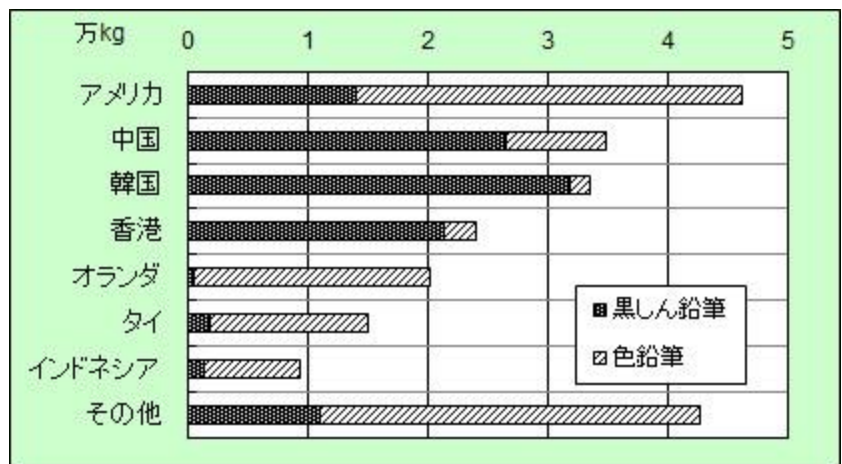 万kg
0 1 2 3 4 5
アメリカ
中国
韓国
香港
オランダ
タイ
インドネシア
その他
黒しん鉛筆
色鉛筆